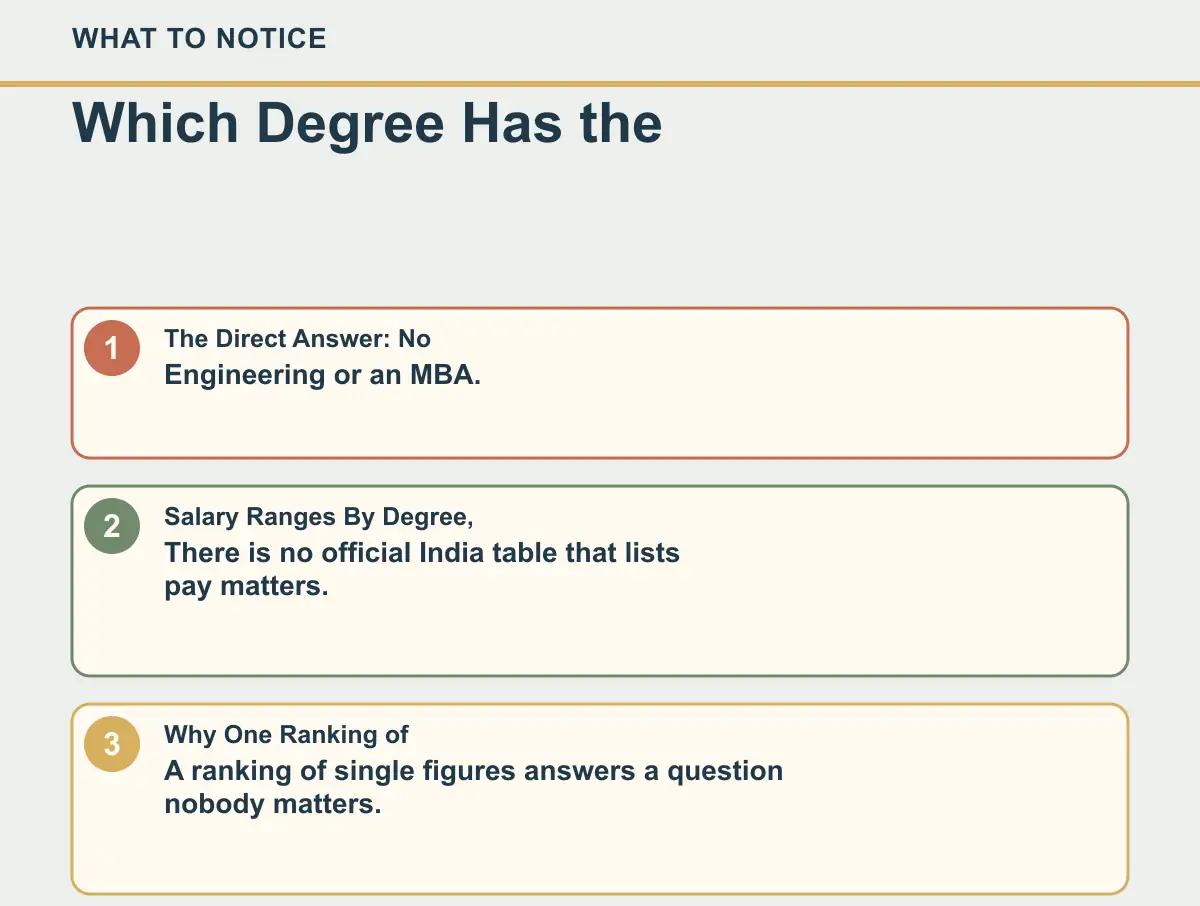 WHAT TO NOTICE
Which Degree Has the
1
The Direct Answer: No
Engineering or an MBA.
2
Salary Ranges By Degree,
There is no official India table that lists
pay matters.
3
Why One Ranking of
A ranking of single figures answers a question
nobody matters.